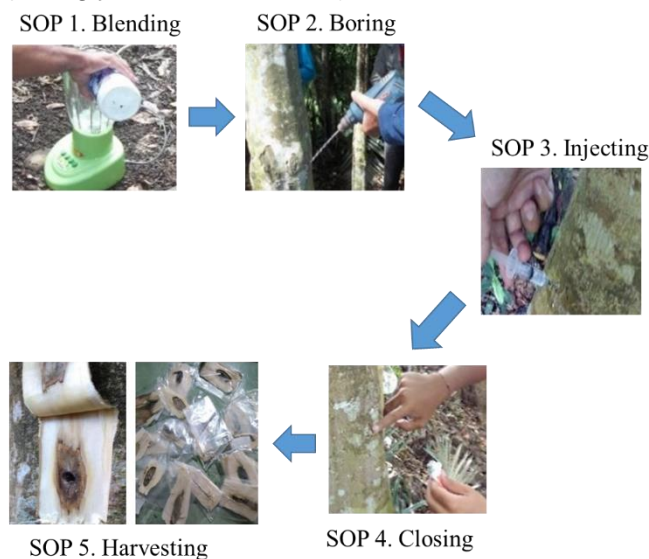 SOP 1. Blending
SOP 2. Boring
SOP 3. Injecting
SOP 4. Closing
SOP 5. Harvesting